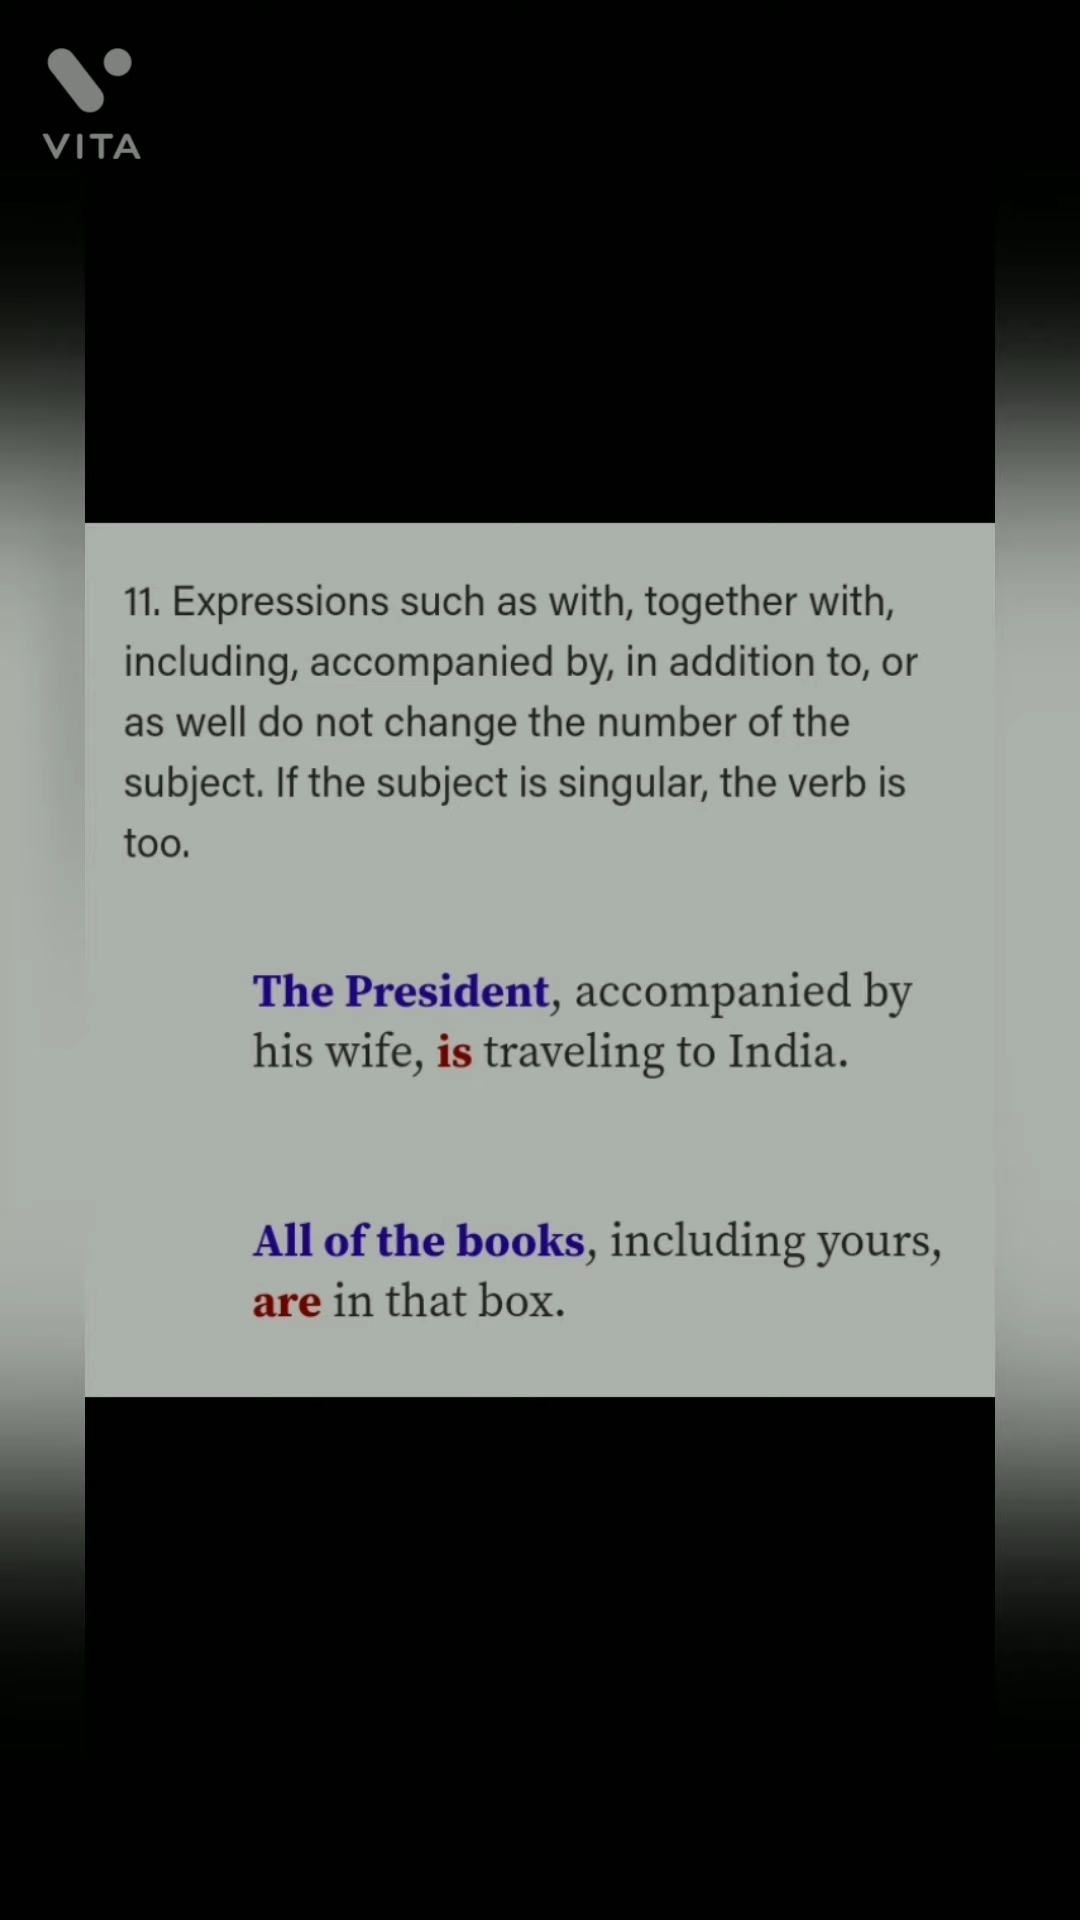 VITA
11. Expressions such as with, together with,
including, accompanied by, in addition to, or
as well do not change the number of the
subject. If the subject is singular, the verb is
too.
The President, accompanied by
his wife, is traveling to India.
All of the books, including yours,
are in that box.